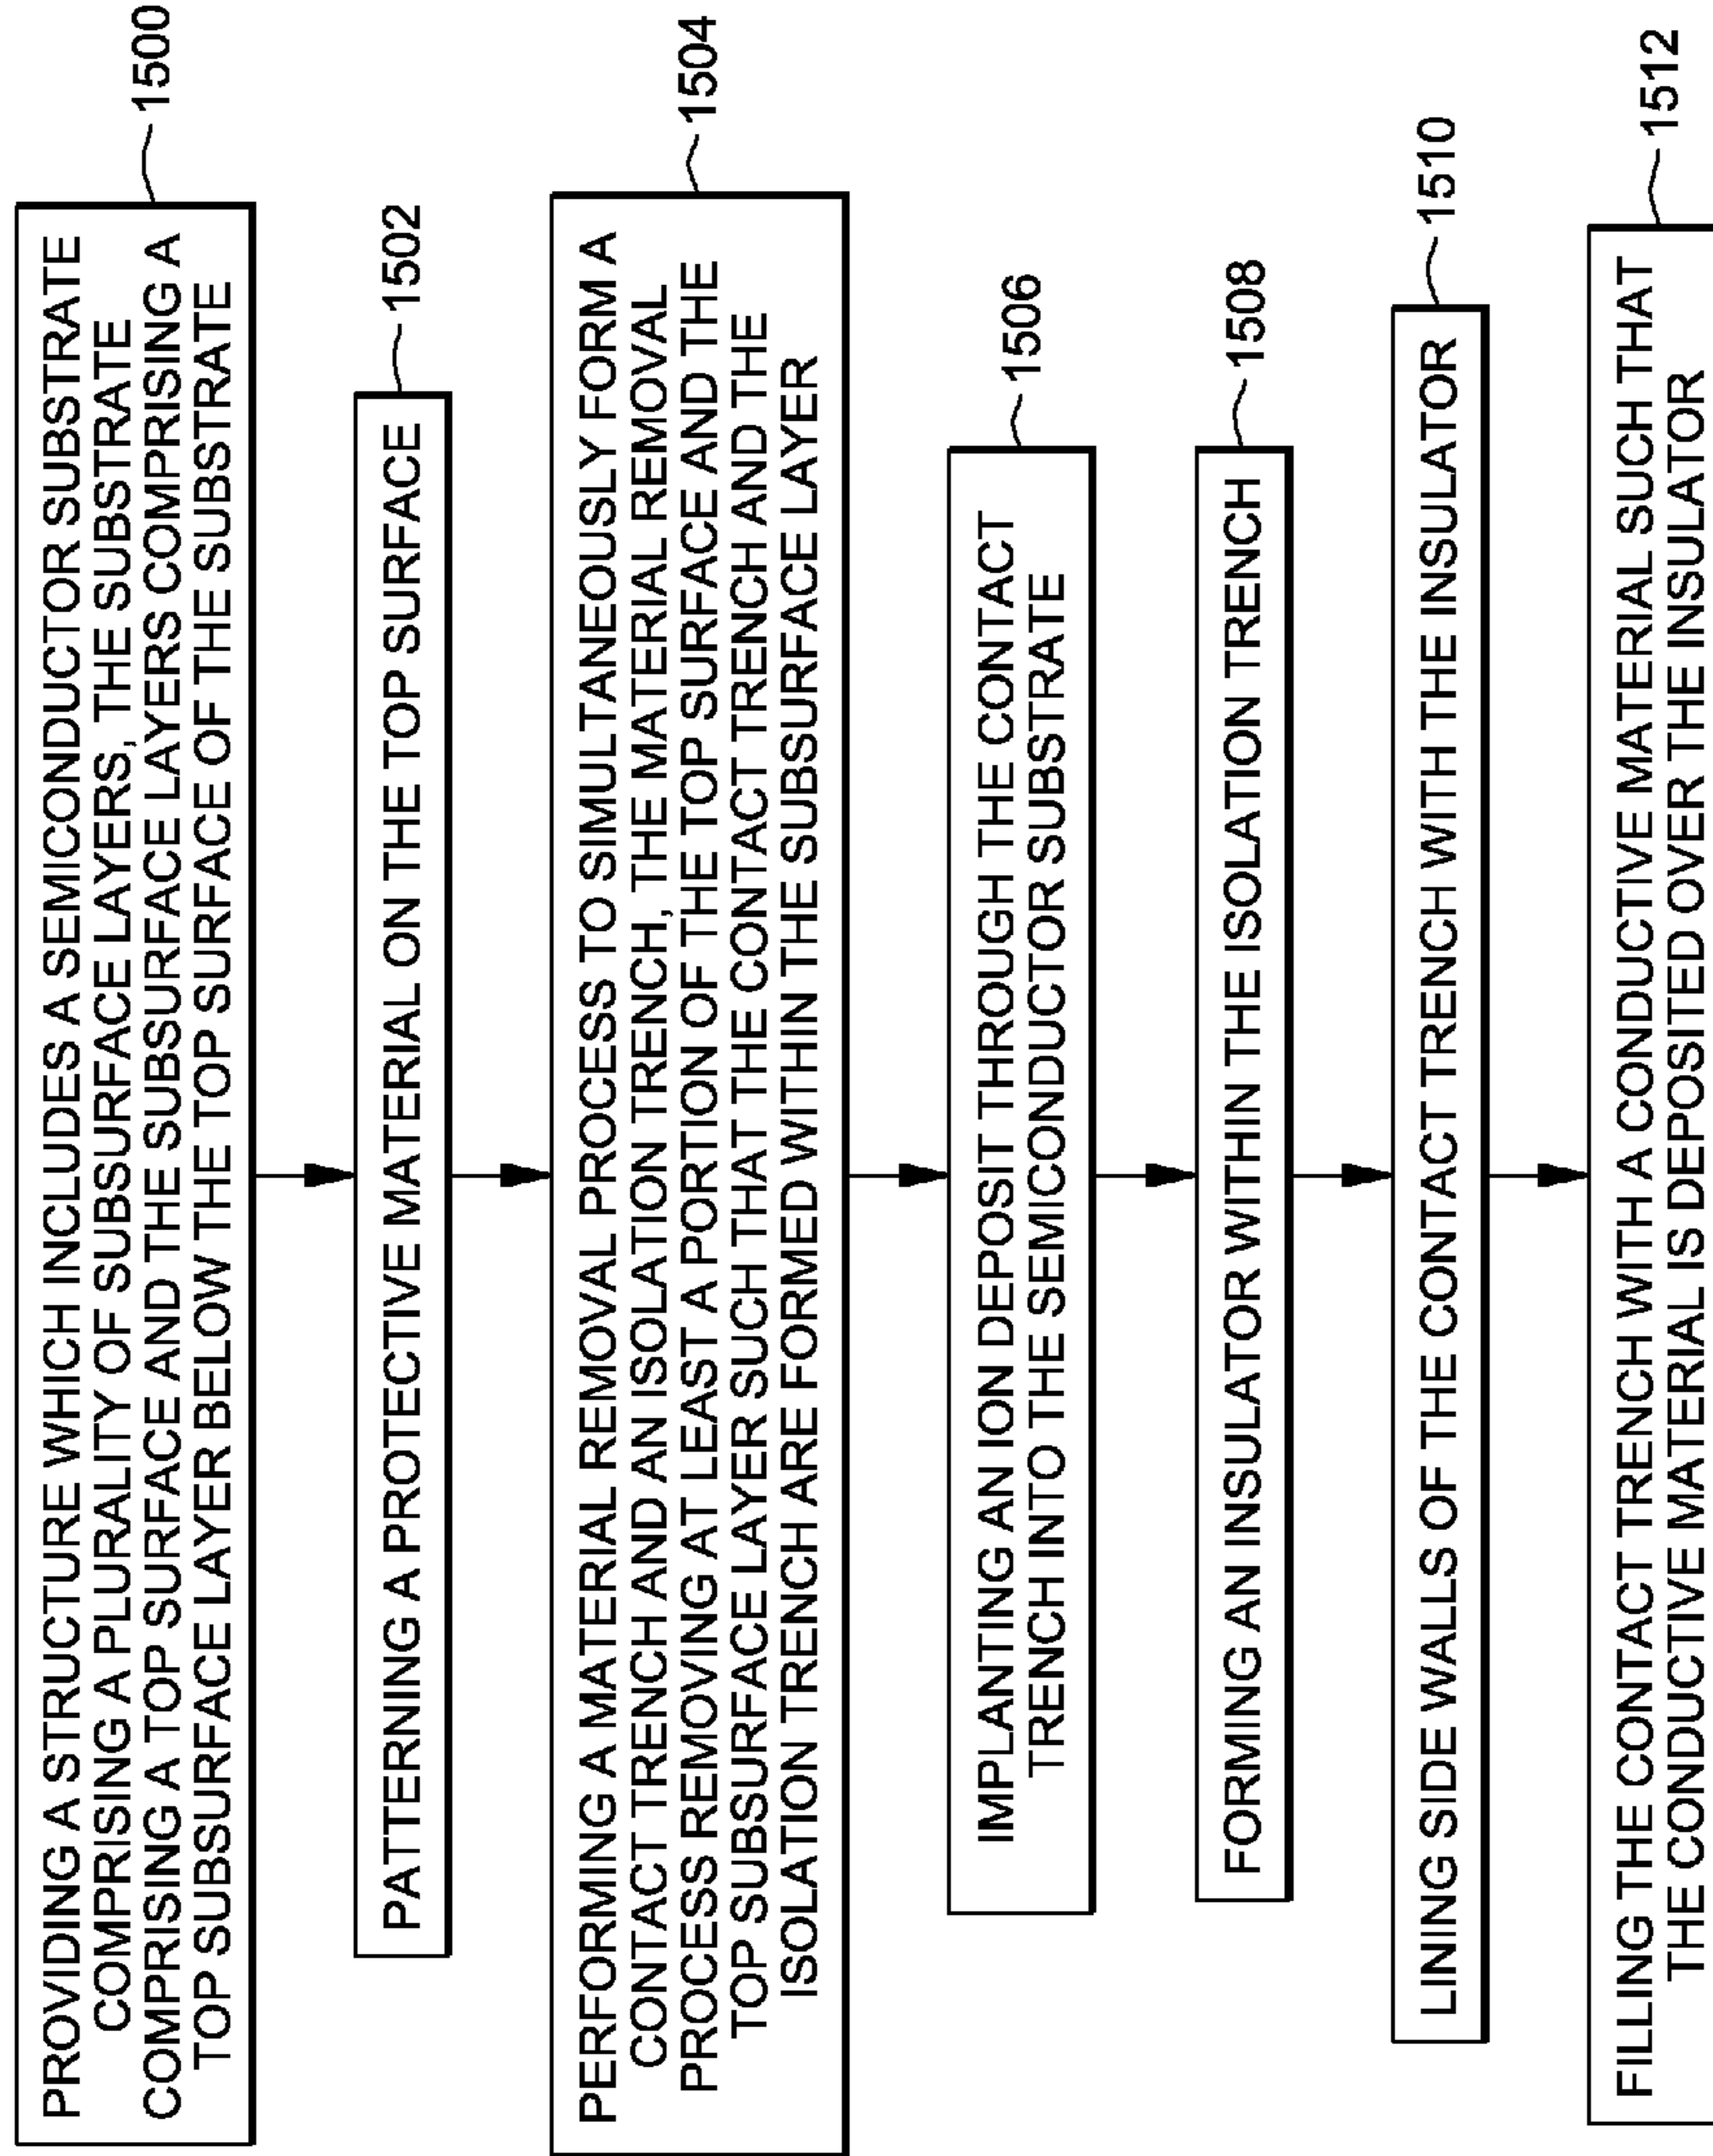 PROVIDING A STRUCTURE WHICH INCLUDES A SEMICONDUCTOR SUBSTRATE
COMPRISING A PLURALITY OF SUBSURFACE LAYERS, THE SUBSTRATE
COMPRISING A TOP SURFACE AND THE SUBSURFACE LAYERS COMPRISING A
TOP SUBSURFACE LAYER BELOW THE TOP SURFACE OF THE SUBSTRATE
1500
PATTERNING A PROTECTIVE MATERIAL ON THE TOP SURFACE
1502
PERFORMING A MATERIAL REMOVAL PROCESS TO SIMULTANEOUSLY FORM A
CONTACT TRENCH AND AN ISOLATION TRENCH, THE MATERIAL REMOVAL
PROCESS REMOVING AT LEAST A PORTION OF THE TOP SURFACE AND THE
TOP SUBSURFACE LAYER SUCH THAT THE CONTACT TRENCH AND THE
ISOLATION TRENCH ARE FORMED WITHIN THE SUBSURFACE LAYER
1504
IMPLANTING AN ION DEPOSIT THROUGH THE CONTACT
TRENCH INTO THE SEMICONDUCTOR SUBSTRATE
1506
FORMING AN INSULATOR WITHIN THE ISOLATION TRENCH
1508
LINING SIDE WALLS OF THE CONTACT TRENCH WITH THE INSULATOR
1510
FILLING THE CONTACT TRENCH WITH A CONDUCTIVE MATERIAL SUCH THAT
THE CONDUCTIVE MATERIAL IS DEPOSITED OVER THE INSULATOR
1512